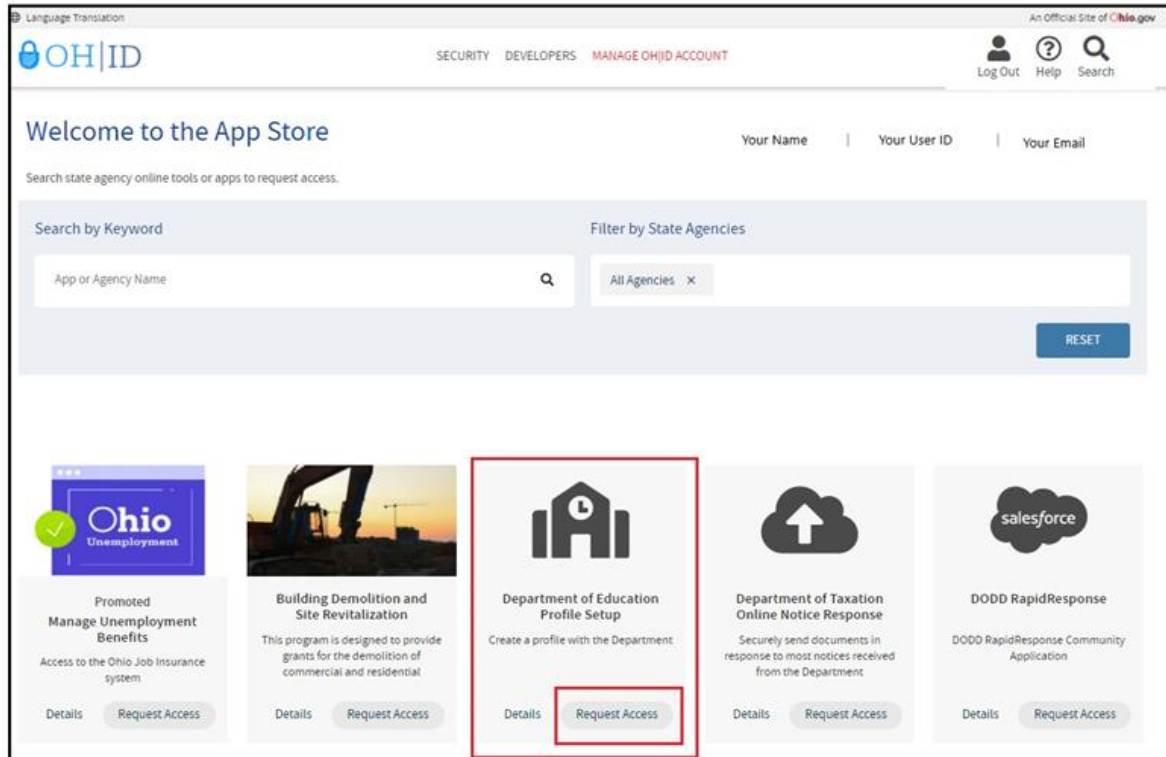 Language Translation
An Official Site of Ohio.gov
OH|ID
SECURITY DEVELOPERS MANAGE OH|ID ACCOUNT
Log Out Help Search
Welcome to the App Store
Your Name | Your User ID | Your Email
Search state agency online tools or apps to request access.
Search by Keyword
Filter by State Agencies
App or Agency Name
All Agencies ×
RESET
Ohio
Unemployment
Promoted
Manage Unemployment
Benefits
Access to the Ohio Job Insurance
system
Details Request Access
Building Demolition and
Site Revitalization
This program is designed to provide
grants for the demolition of
commercial and residential
Details Request Access
Department of Education
Profile Setup
Create a profile with the Department
Details Request Access
Department of Taxation
Online Notice Response
Securely send documents in
response to most notices received
from the Department
Details Request Access
salesforce
DODD RapidResponse
DODD RapidResponse Community
Application
Details Request Access